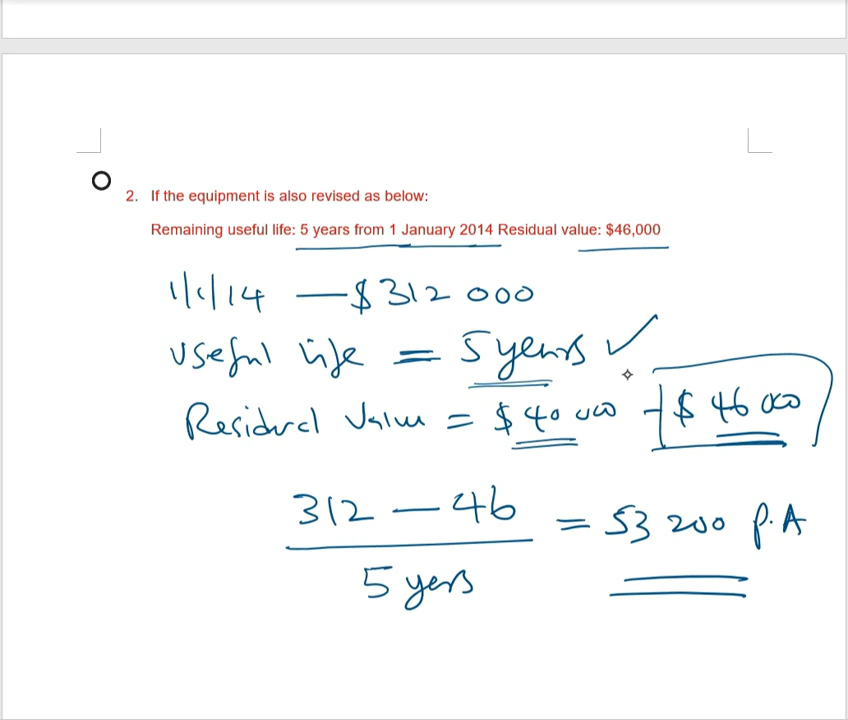 2. If the equipment is also revised as below:
Remaining useful life: 5 years from 1 January 2014 Residual value: $46,000
1/1/14 — $312 000
Useful life = 5 years ✓
Residual Value = $40 000 → $46 000
312 — 46
5 years
= 53 200 P.A